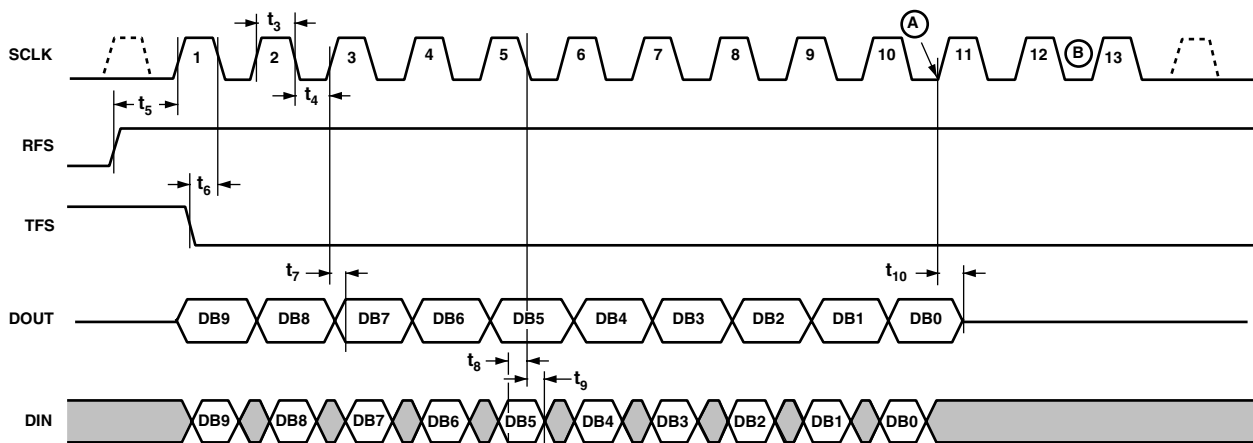 SCLK 1 2 3 4 5 6 7 8 9 10 11 12 13
t3
A
B
t4
t5
RFS
t6
TFS
t7
t10
DOUT DB9 DB8 DB7 DB6 DB5 DB4 DB3 DB2 DB1 DB0
t8
t9
DIN DB9 DB8 DB7 DB6 DB5 DB4 DB3 DB2 DB1 DB0